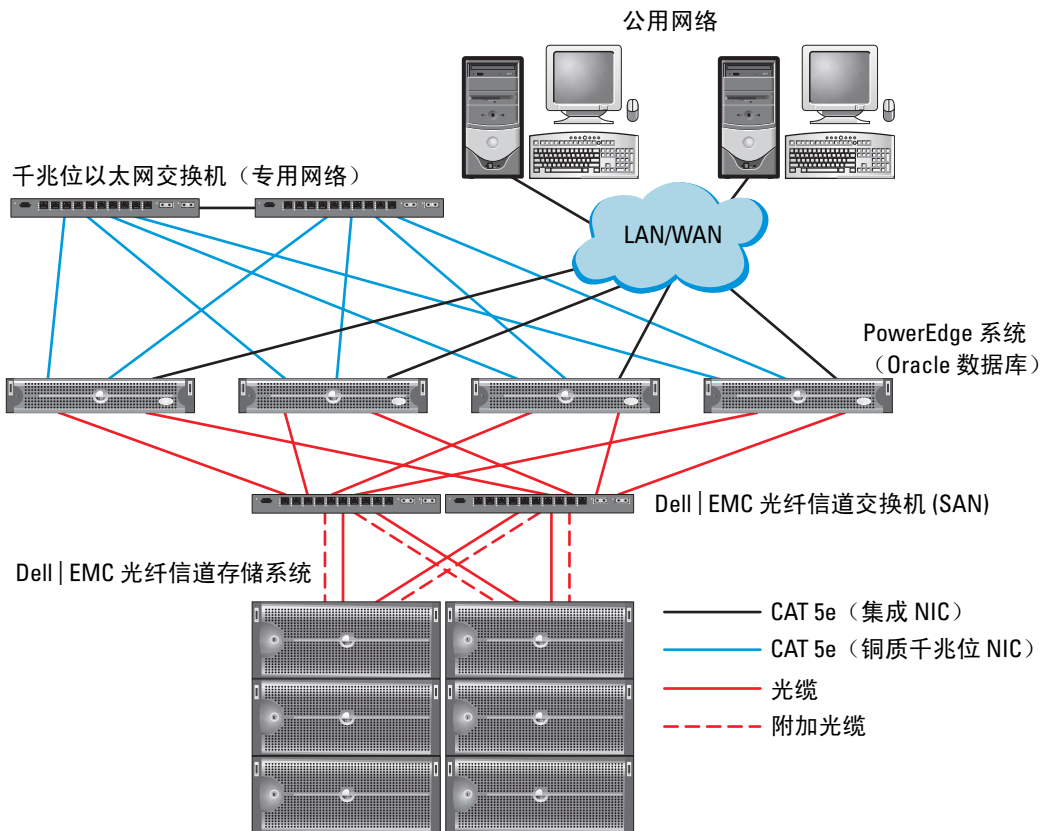 公用网络
千兆位以太网交换机（专用网络）
LAN/WAN
PowerEdge 系统
（Oracle 数据库）
Dell | EMC 光纤信道交换机 (SAN)
Dell | EMC 光纤信道存储系统
CAT 5e（集成 NIC）
CAT 5e（铜质千兆位 NIC）
光缆
附加光缆